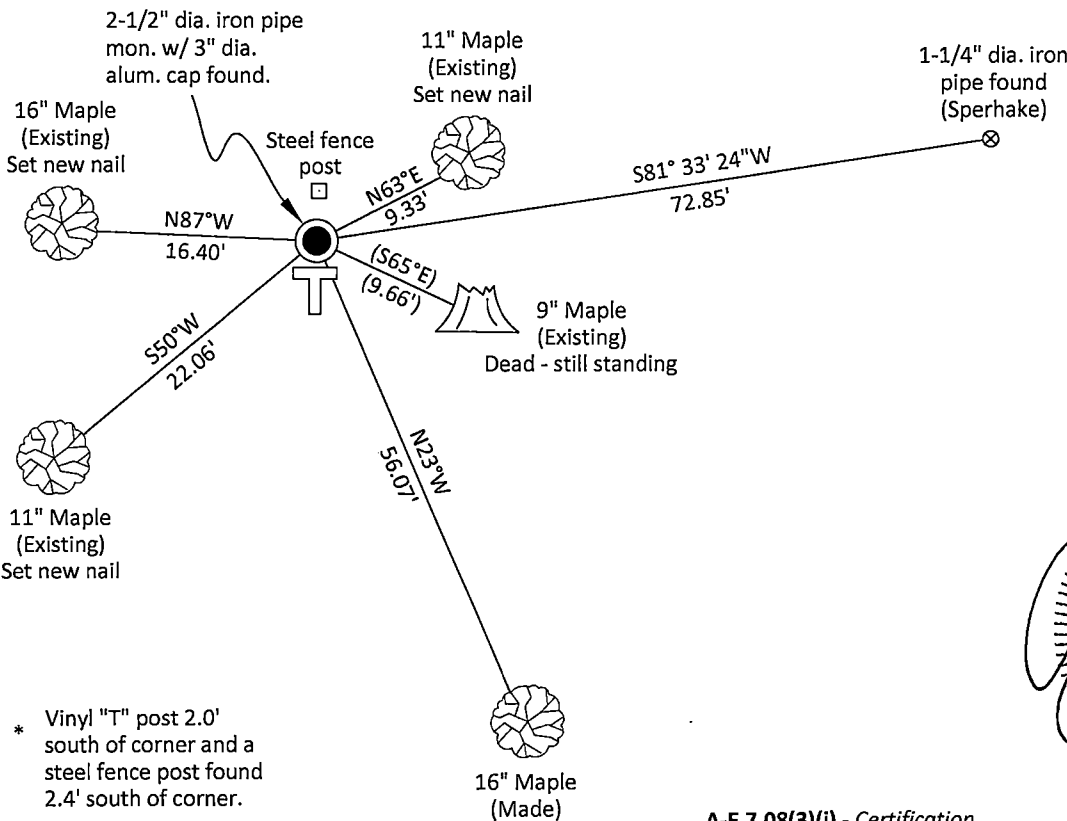 2-1/2" dia. iron pipe
mon. w/ 3" dia.
alum. cap found.
11" Maple
(Existing)
Set new nail
1-1/4" dia. iron
pipe found
(Sperhake)
16" Maple
(Existing)
Set new nail
Steel fence
post
N63°E
9.33'
S81° 33' 24"W
72.85'
N87°W
16.40'
(S65°E)
(9.66')
T
9" Maple
(Existing)
Dead - still standing
S50°W
22.06'
N23°W
56.07'
11" Maple
(Existing)
Set new nail
* Vinyl "T" post 2.0'
south of corner and a
steel fence post found
2.4' south of corner.
16" Maple
(Made)
A-E 7.08(3)(i) - Certification